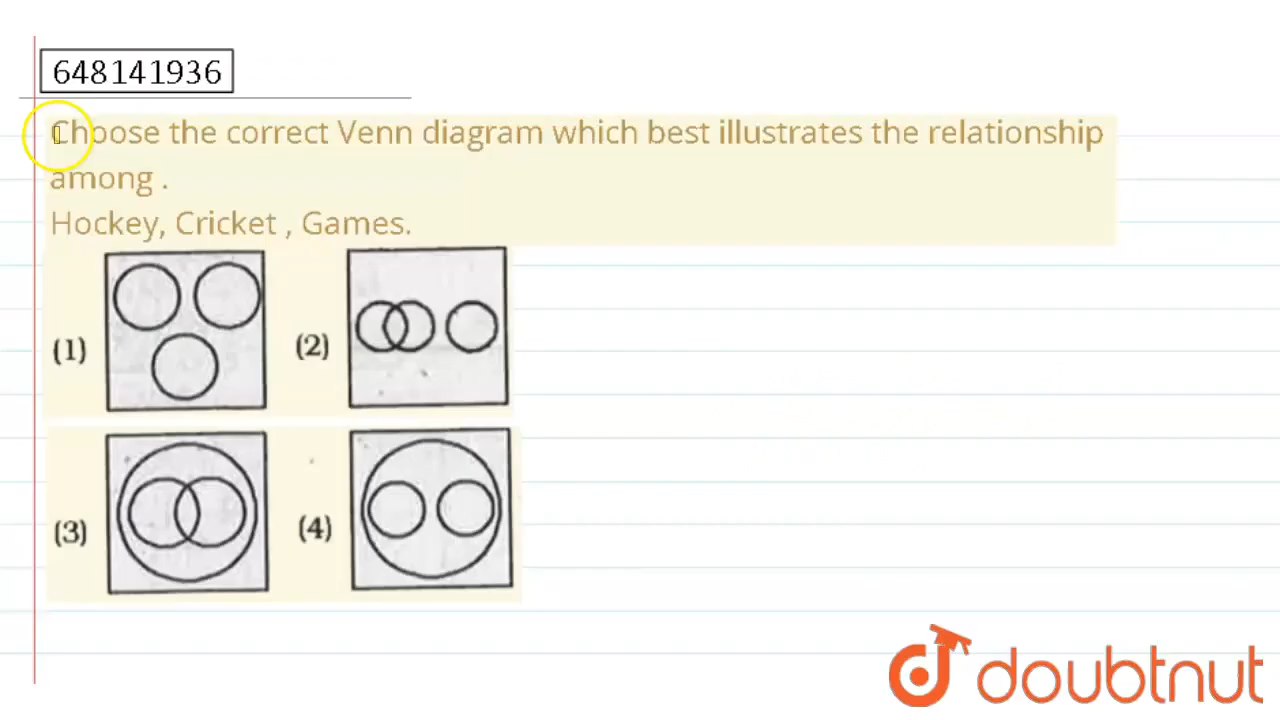 648141936
Choose the correct Venn diagram which best illustrates the relationship
among .
Hockey, Cricket , Games.
(1) (2)
(3) (4)
doubtnut